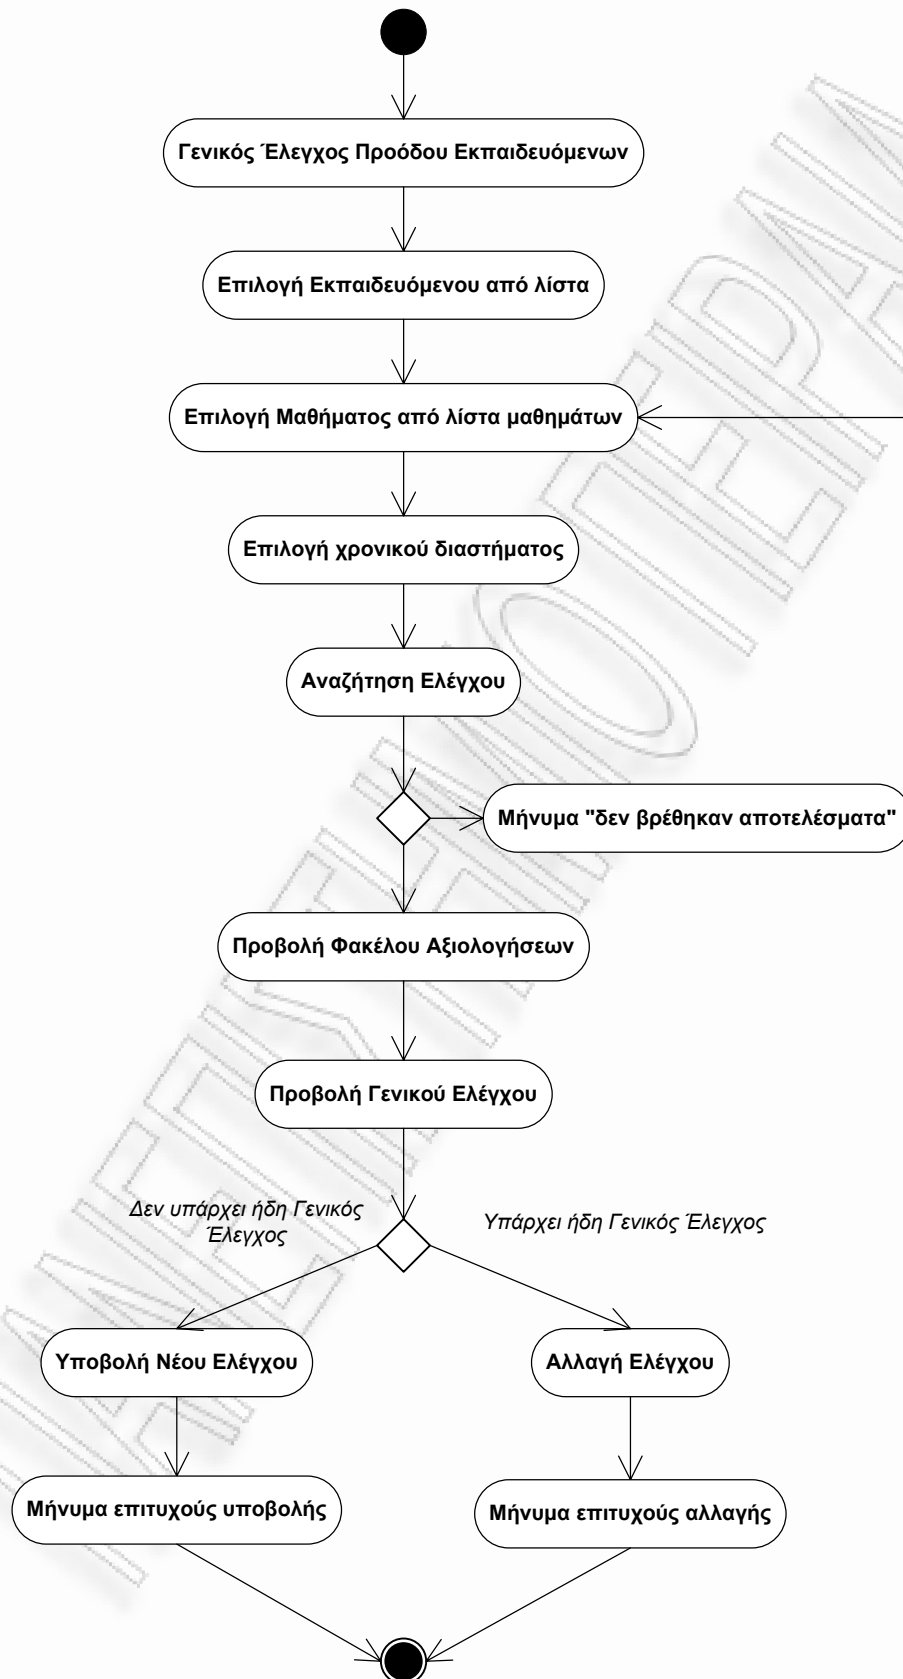 Γενικός Έλεγχος Προόδου Εκπαιδευόμενων
Επιλογή Εκπαιδευόμενου από λίστα
Επιλογή Μαθήματος από λίστα μαθημάτων
Επιλογή χρονικού διαστήματος
Αναζήτηση Ελέγχου
Μήνυμα "δεν βρέθηκαν αποτελέσματα"
Προβολή Φακέλου Αξιολογήσεων
Προβολή Γενικού Ελέγχου
Δεν υπάρχει ήδη Γενικός
Έλεγχος
Υπάρχει ήδη Γενικός Έλεγχος
Υποβολή Νέου Ελέγχου
Αλλαγή Ελέγχου
Μήνυμα επιτυχούς υποβολής
Μήνυμα επιτυχούς αλλαγής